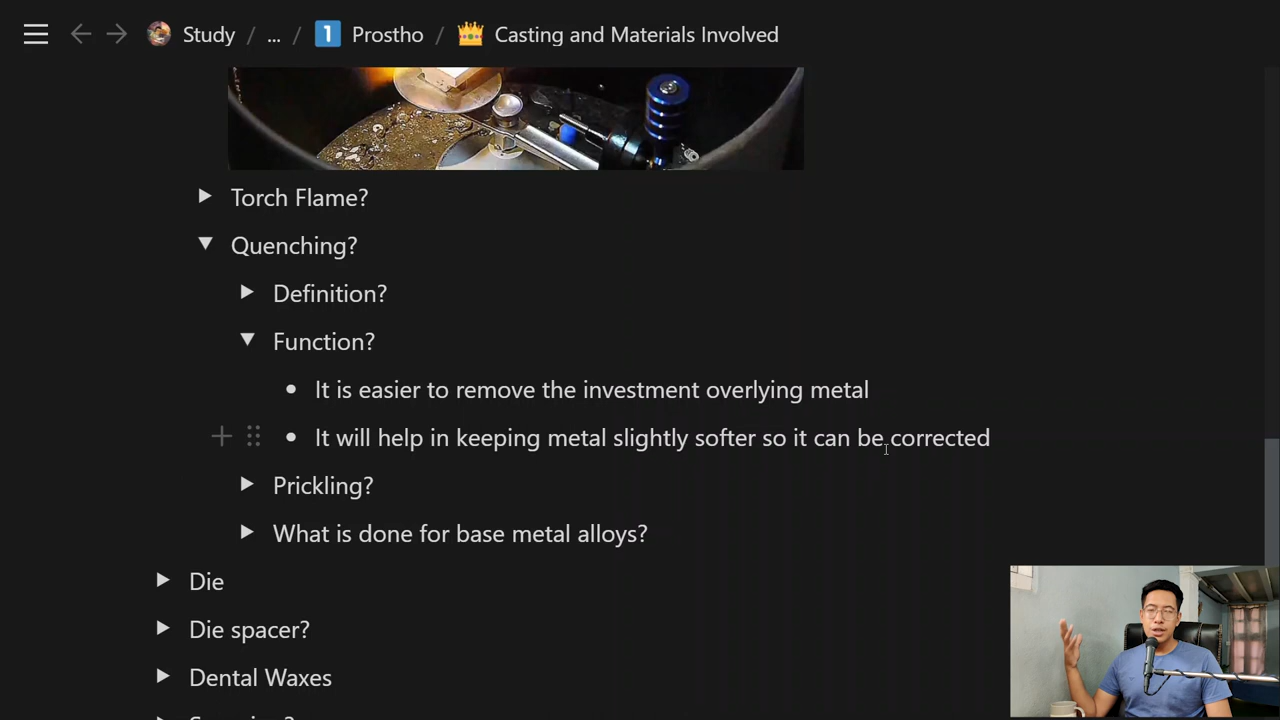 Study / ... / 1 Prostho / Casting and Materials Involved
Torch Flame?
Quenching?
Definition?
Function?
It is easier to remove the investment overlying metal
It will help in keeping metal slightly softer so it can be corrected
Prickling?
What is done for base metal alloys?
Die
Die spacer?
Dental Waxes